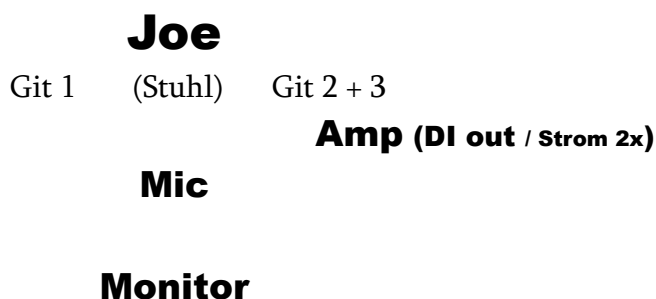 Joe
Git 1 (Stuhl) Git 2 + 3
Amp (DI out / Strom 2x)
Mic
Monitor